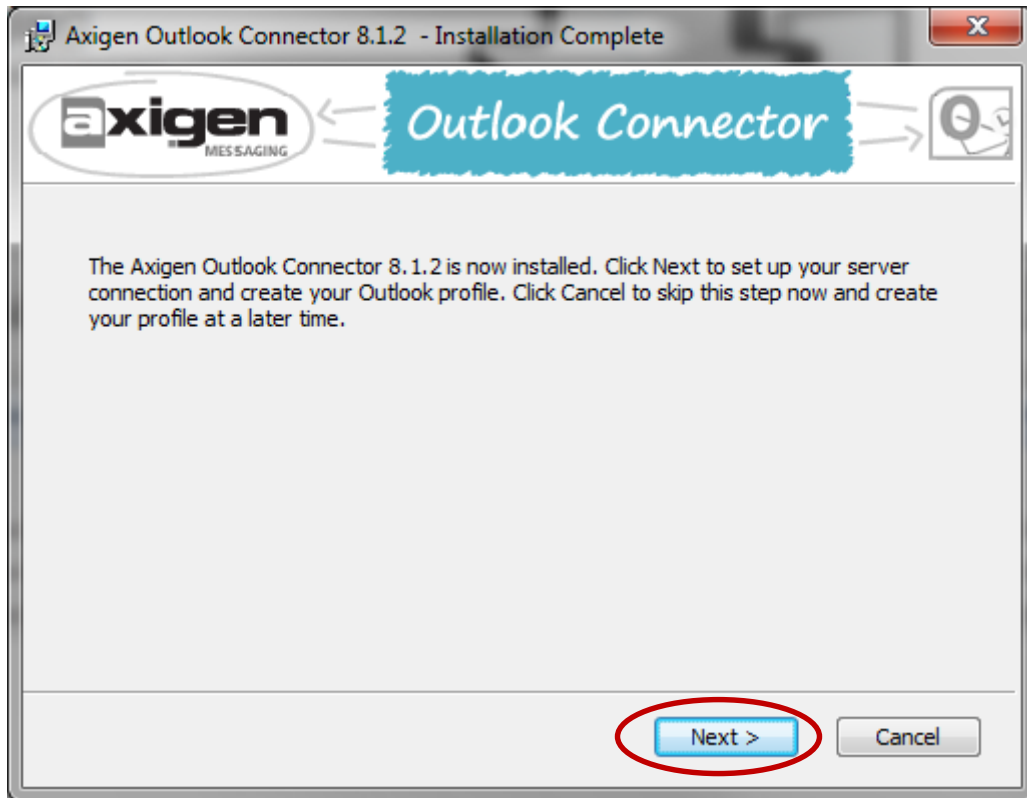 Axigen Outlook Connector 8.1.2 - Installation Complete
axigen
MESSAGING
Outlook Connector
The Axigen Outlook Connector 8.1.2 is now installed. Click Next to set up your server
connection and create your Outlook profile. Click Cancel to skip this step now and create
your profile at a later time.
Next >
Cancel